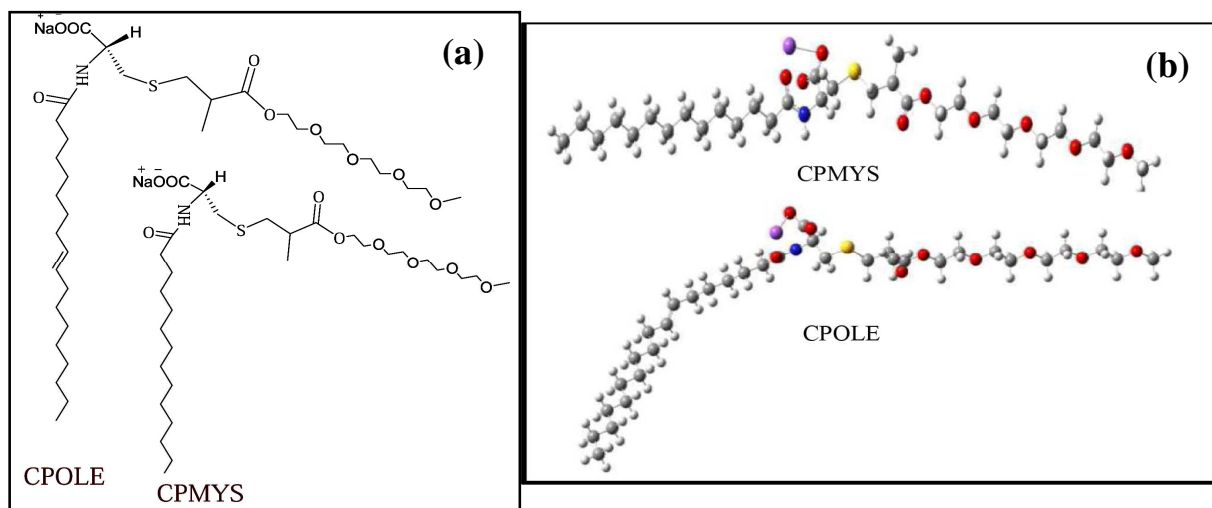 + -
NaOOC H
(a)
HN S O
O O
O
O
O
O
+ -
NaOOC H
HN S O
O O
O
O
O
O
CPOLE
CPMYS
(b)
CPMYS
CPOLE